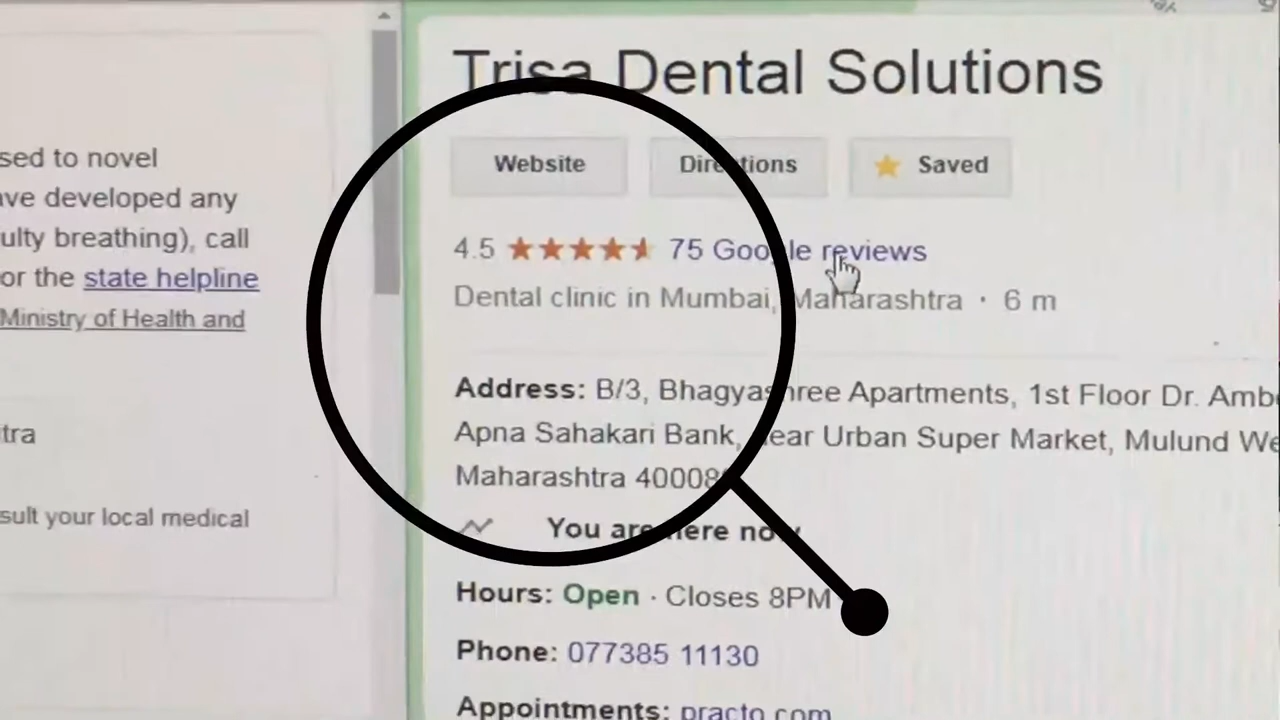 Trisa Dental Solutions
Website
Directions
Saved
4.5
75 Google reviews
Dental clinic in Mumbai, Maharashtra · 6 m
Address: B/3, Bhagyashree Apartments, 1st Floor Dr.
Apna Sahakari Bank, near Urban Super Market, Mulund
Maharashtra
You are here now
Hours: Open · Closes 8PM
Phone: 077385 11130
Appointments: practo.com
sed to novel
ave developed any
ulty breathing), call
or the state helpline
Ministry of Health and
tra
sult your local medical